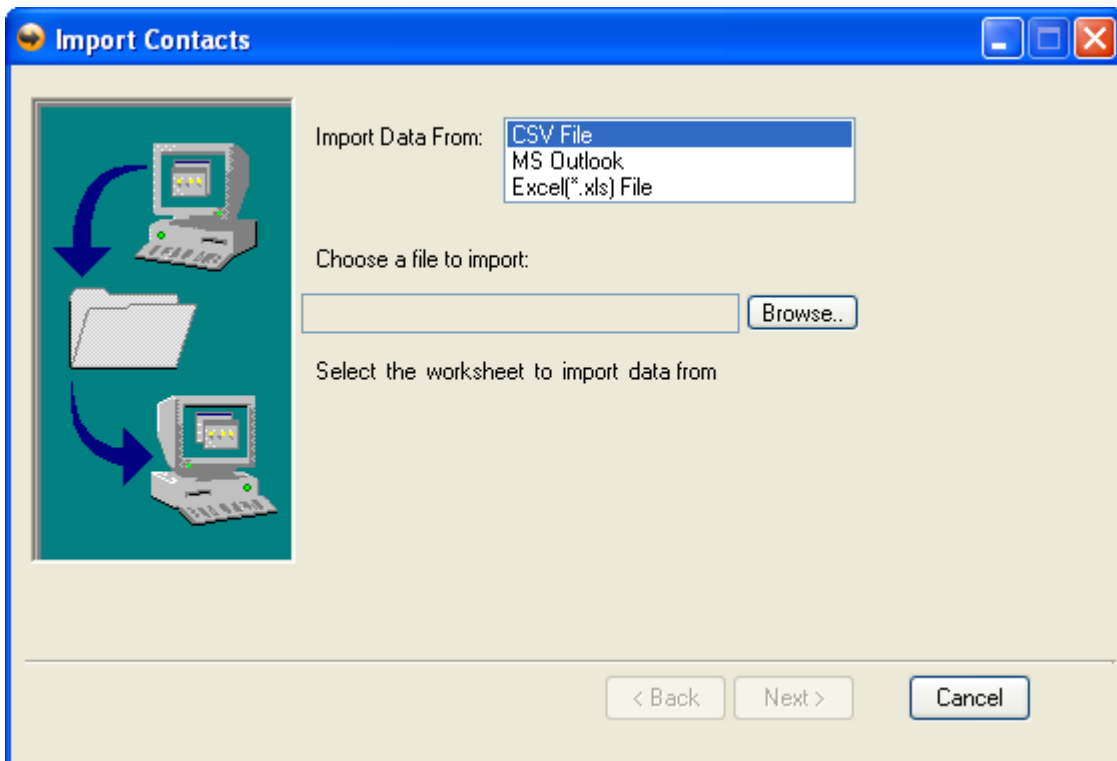 Import Contacts
Import Data From:
CSV File
MS Outlook
Excel(*.xls) File
Choose a file to import:
Browse..
Select the worksheet to import data from
< Back
Next >
Cancel